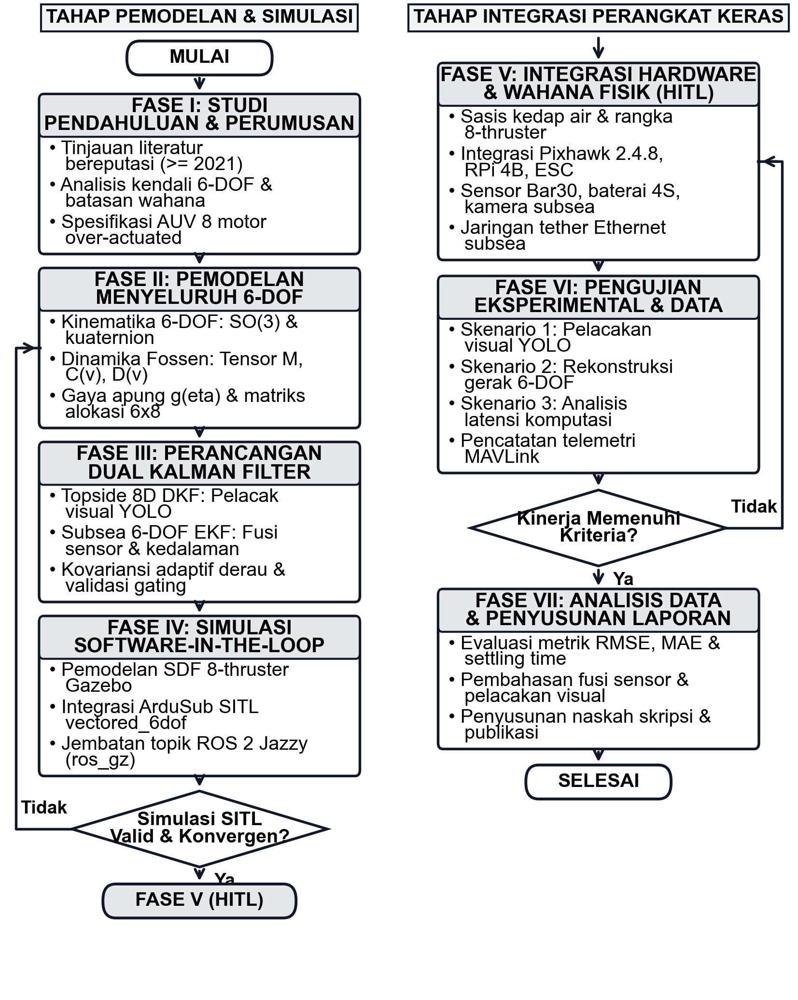 TAHAP PEMODELAN & SIMULASI
MULAI
FASE I: STUDI
PENDAHULUAN & PERUMUSAN
• Tinjauan literatur
bereputasi (>= 2021)
• Analisis kendali 6-DOF &
batasan wahana
• Spesifikasi AUV 8 motor
over-actuated
FASE II: PEMODELAN
MENYELURUH 6-DOF
• Kinematika 6-DOF: SO(3) &
kuaternion
• Dinamika Fossen: Tensor M,
C(v), D(v)
• Gaya apung g(eta) & matriks
alokasi 6x8
FASE III: PERANCANGAN
DUAL KALMAN FILTER
• Topside 8D DKF: Pelacak
visual YOLO
• Subsea 6-DOF EKF: Fusi
sensor & kedalaman
• Kovariansi adaptif derau &
validasi gating
FASE IV: SIMULASI
SOFTWARE-IN-THE-LOOP
• Pemodelan SDF 8-thruster
Gazebo
• Integrasi ArduSub SITL
vectored_6dof
• Jembatan topik ROS 2 Jazzy
(ros_gz)
Tidak
Simulasi SITL
Valid & Konvergen?
Ya
FASE V (HITL)
TAHAP INTEGRASI PERANGKAT KERAS
FASE V: INTEGRASI HARDWARE
& WAHANA FISIK (HITL)
• Sasis kedap air & rangka
8-thruster
• Integrasi Pixhawk 2.4.8,
RPi 4B, ESC
• Sensor Bar30, baterai 4S,
kamera subsea
• Jaringan tether Ethernet
subsea
FASE VI: PENGUJIAN
EKSPERIMENTAL & DATA
• Skenario 1: Pelacakan
visual YOLO
• Skenario 2: Rekonstruksi
gerak 6-DOF
• Skenario 3: Analisis
latensi komputasi
• Pencatatan telemetri
MAVLink
Tidak
Kinerja Memenuhi
Kriteria?
Ya
FASE VII: ANALISIS DATA
& PENYUSUNAN LAPORAN
• Evaluasi metrik RMSE, MAE &
settling time
• Pembahasan fusi sensor &
pelacakan visual
• Penyusunan naskah skripsi &
publikasi
SELESAI